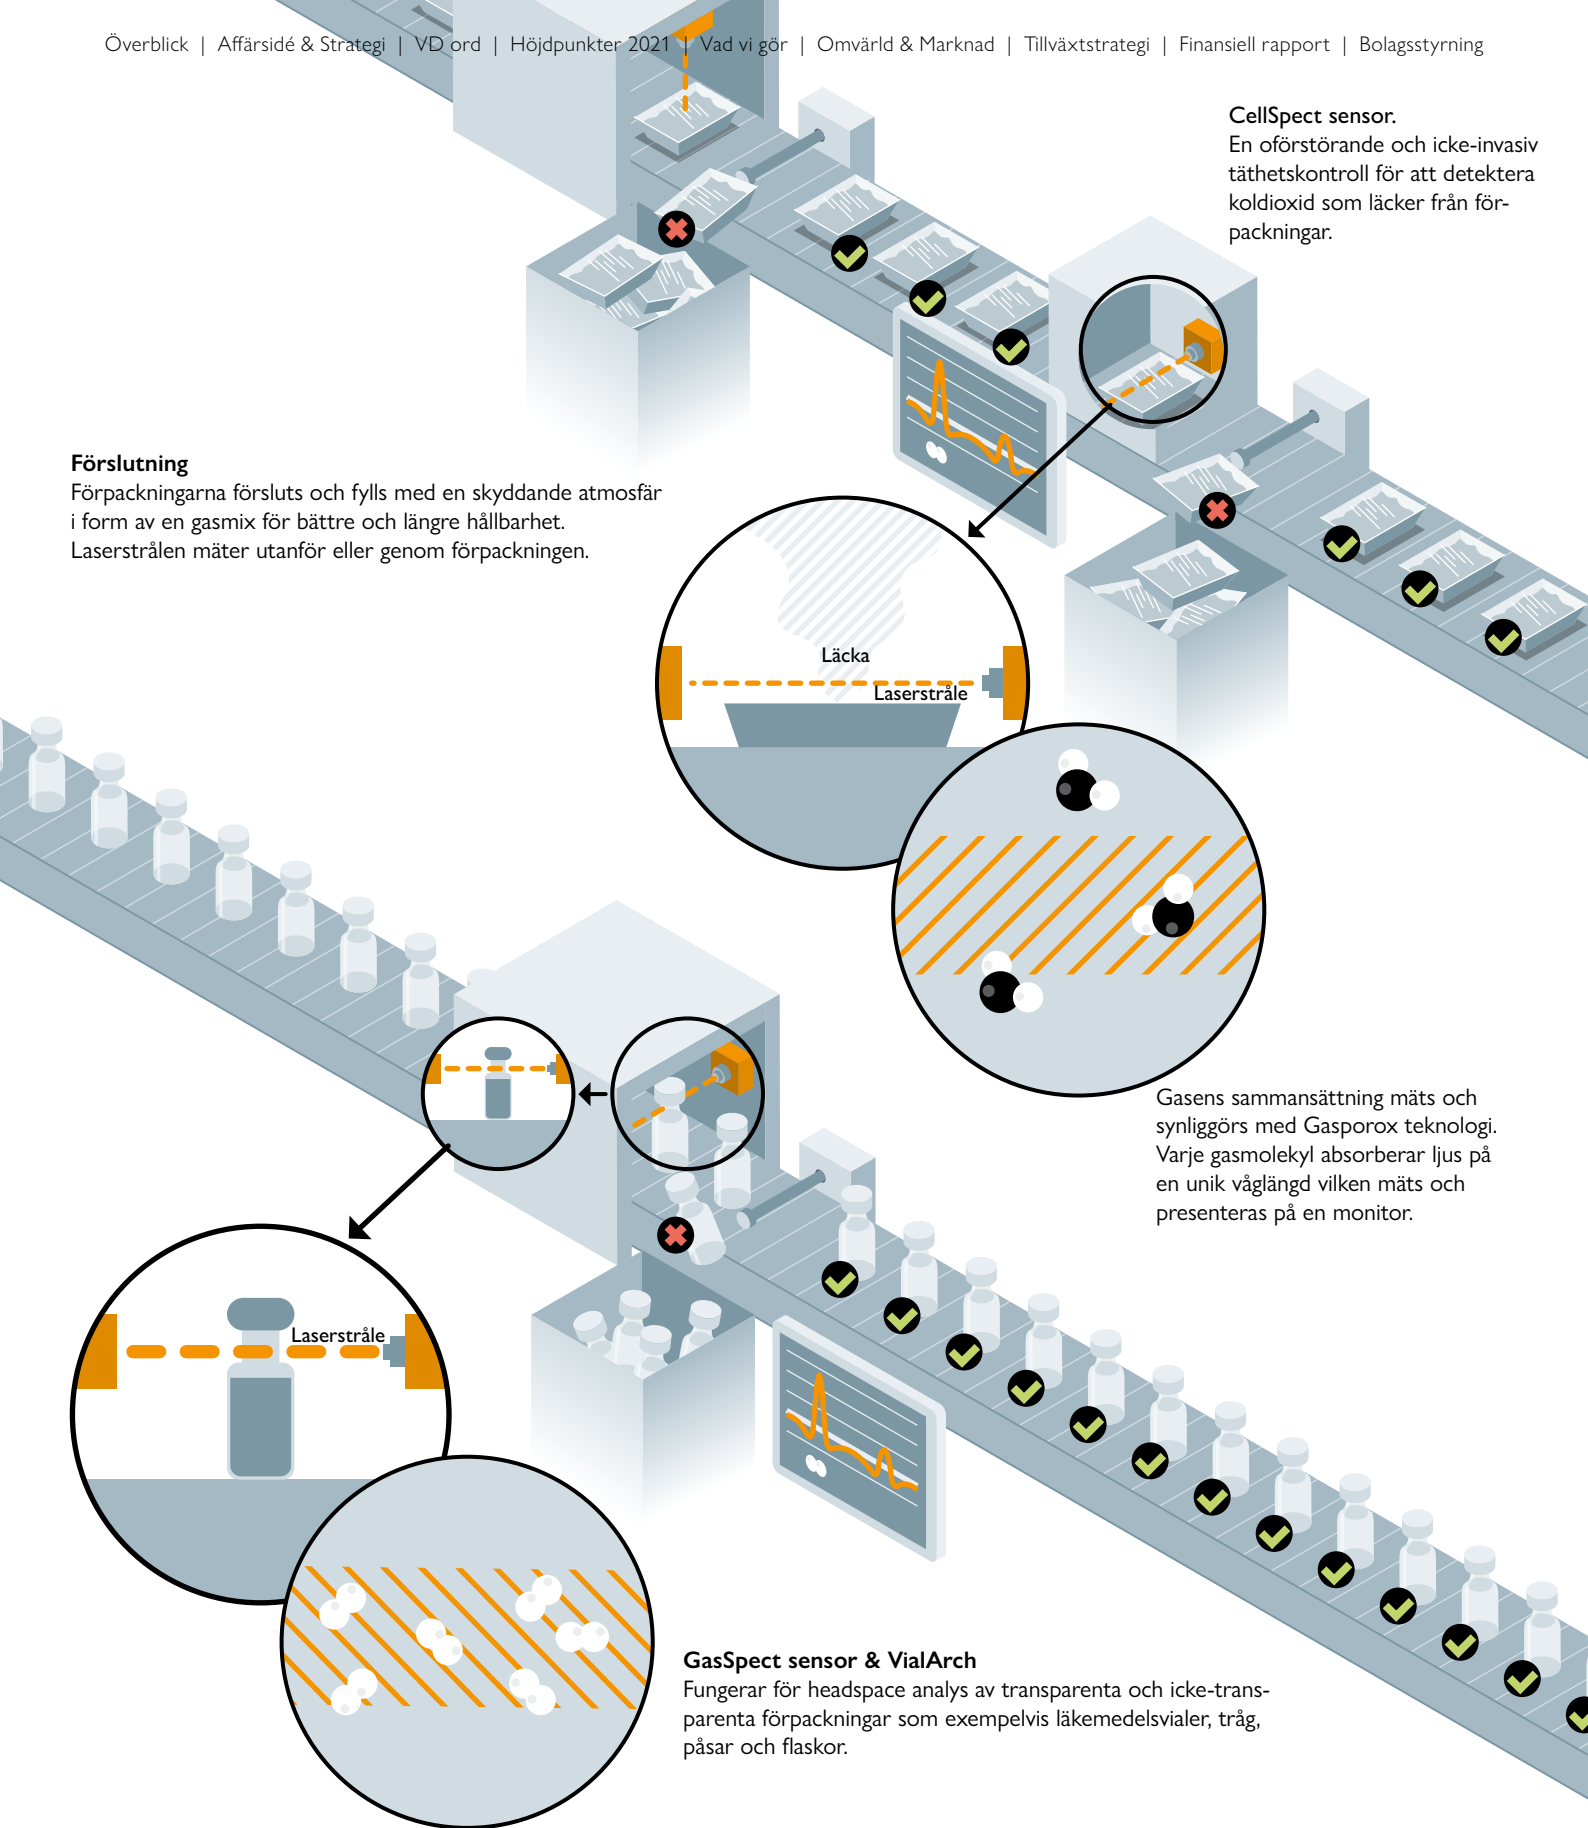 Överblick | Affärsidé & Strategi | VD ord | Höjdpunkter 2021 | Vad vi gör | Omvärld & Marknad | Tillväxtstrategi | Finansiell rapport | Bolagsstyrning
CellSpect sensor.
En oförstörande och icke-invasiv
täthetskontroll för att detektera
koldioxid som läcker från för-
packningar.
Förslutning
Förpackningarna försluts och fylls med en skyddande atmosfär
i form av en gasmix för bättre och längre hållbarhet.
Laserstrålen mäter utanför eller genom förpackningen.
Läcka
Laserstråle
Gasens sammansättning mäts och
synliggörs med Gasporox teknologi.
Varje gasmolekyl absorberar ljus på
en unik våglängd vilken mäts och
presenteras på en monitor.
Laserstråle
GasSpect sensor & VialArch
Fungerar för headspace analys av transparenta och icke-trans-
parenta förpackningar som exempelvis läkemedelsvialer, tråg,
påsar och flaskor.